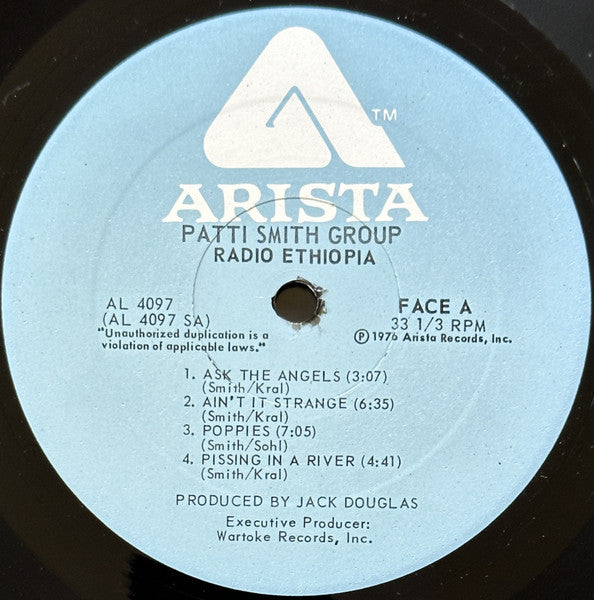 TM
ARISTA
PATTI SMITH GROUP
RADIO ETHIOPIA
AL 4097
(AL 4097 SA)
"Unauthorized duplication is a
violation of applicable laws."
FACE A
33 1/3 RPM
Ⓟ 1976 Arista Records, Inc.
1. ASK THE ANGELS (3:07)
(Smith/Kral)
2. AIN'T IT STRANGE (6:35)
(Smith/Kral)
3. POPPIES (7:05)
(Smith/Sohl)
4. PISSING IN A RIVER (4:41)
(Smith/Kral)
PRODUCED BY JACK DOUGLAS
Executive Producer:
Wartoke Records, Inc.